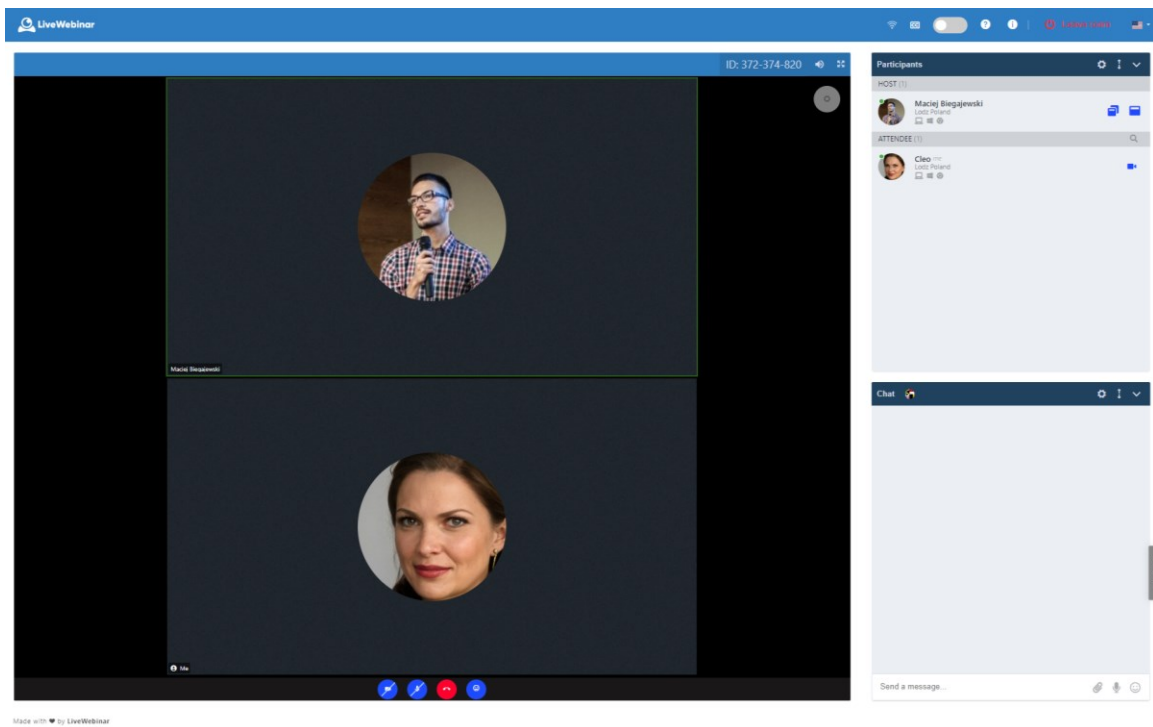 LiveWebinar
ID: 372-374-820
Participants
HOST (1)
Maciej Biegajewski
Lodz Poland
ATTENDEE (1)
Cleo me
Lodz Poland
Maciej Biegajewski
Chat
Me
Send a message...
Made with ♥ by LiveWebinar